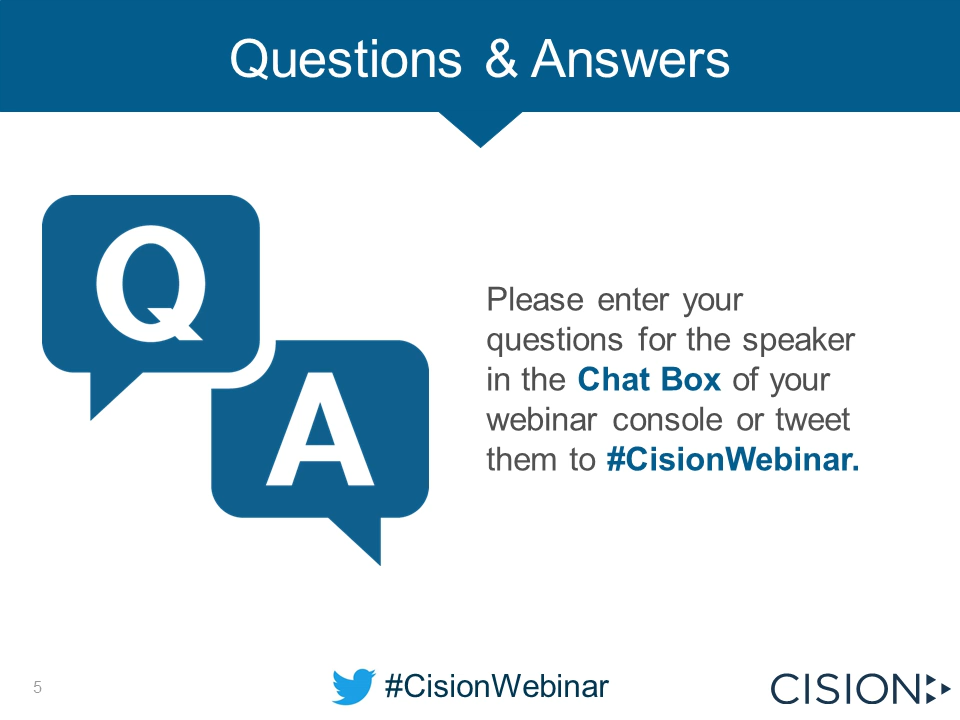 Questions & Answers
Q
A
Please enter your
questions for the speaker
in the Chat Box of your
webinar console or tweet
them to #CisionWebinar.
5
#CisionWebinar
CISION